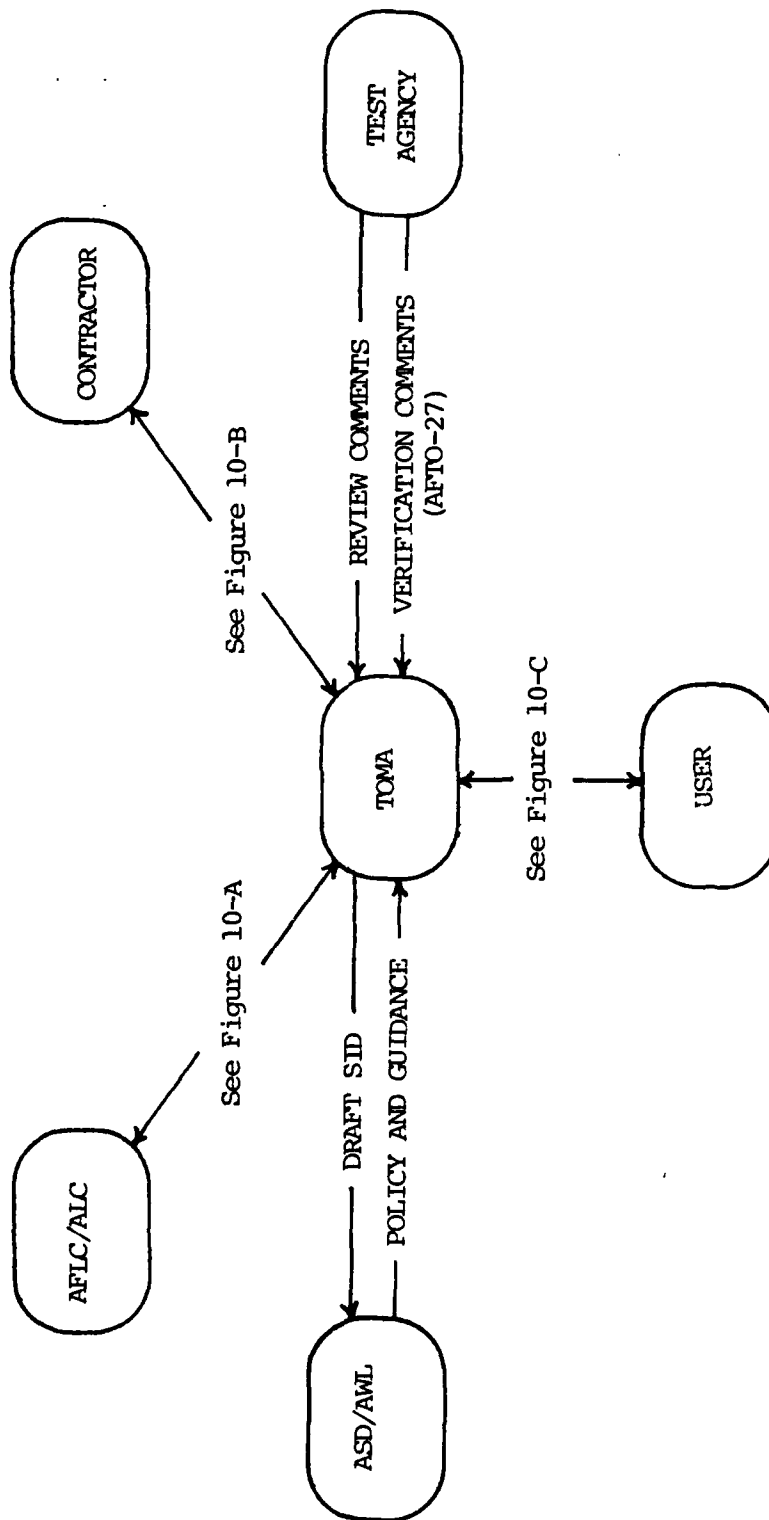 AFLC/ALC
CONTRACTOR
See Figure 10-A
See Figure 10-B
ASD/AWL
DRAFT SID
POLICY AND GUIDANCE
TOMA
REVIEW COMMENTS
VERIFICATION COMMENTS
(AFTO-27)
TEST
AGENCY
See Figure 10-C
USER